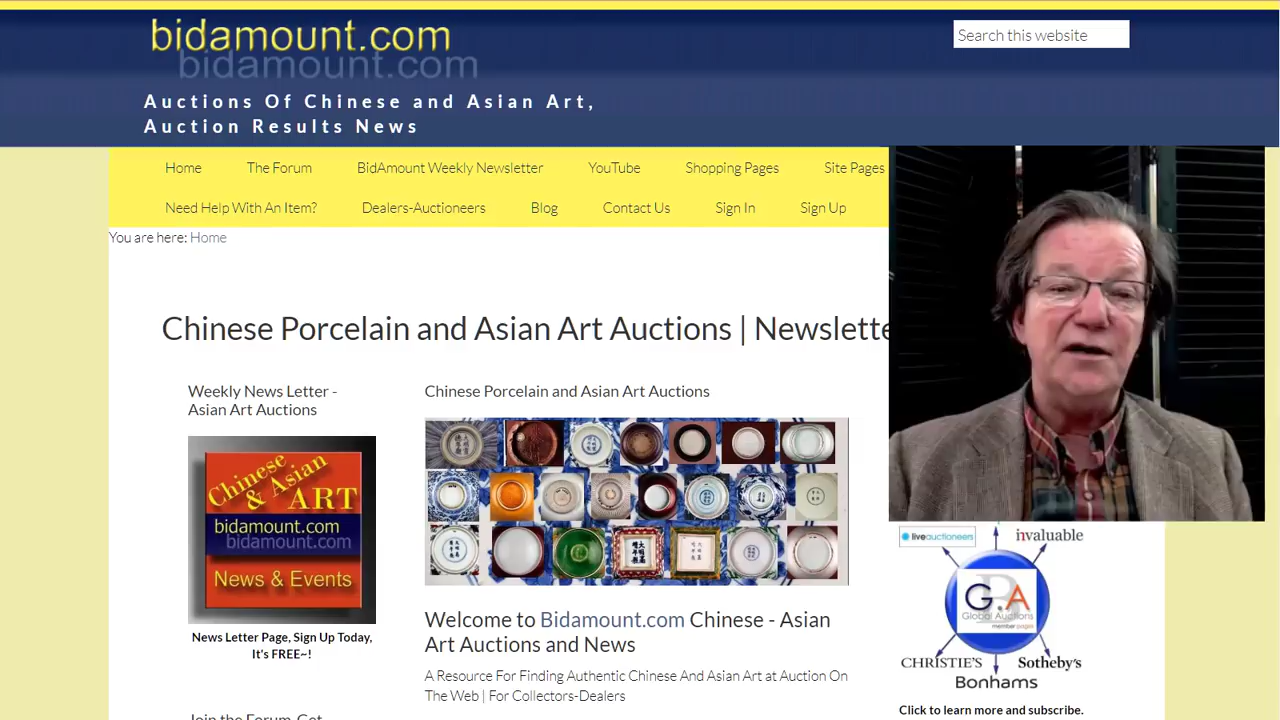 bidamount.com
bidamount.com
Search this website
Auctions Of Chinese and Asian Art,
Auction Results News
Home The Forum BidAmount Weekly Newsletter YouTube Shopping Pages Site Pages
Need Help With An Item? Dealers-Auctioneers Blog Contact Us Sign In Sign Up
You are here: Home
Chinese Porcelain and Asian Art Auctions | Newslette
Weekly News Letter -
Asian Art Auctions
Chinese & Asian ART
bidamount.com
bidamount.com
News & Events
News Letter Page, Sign Up Today,
It's FREE~!
Join the Forum, Get
Chinese Porcelain and Asian Art Auctions
Welcome to Bidamount.com Chinese - Asian
Art Auctions and News
A Resource For Finding Authentic Chinese And Asian Art at Auction On
The Web | For Collectors-Dealers
liveauctioneers invaluable
G.A
Global Auctions
member pages
CHRISTIE'S Sotheby's
Bonhams
Click to learn more and subscribe.